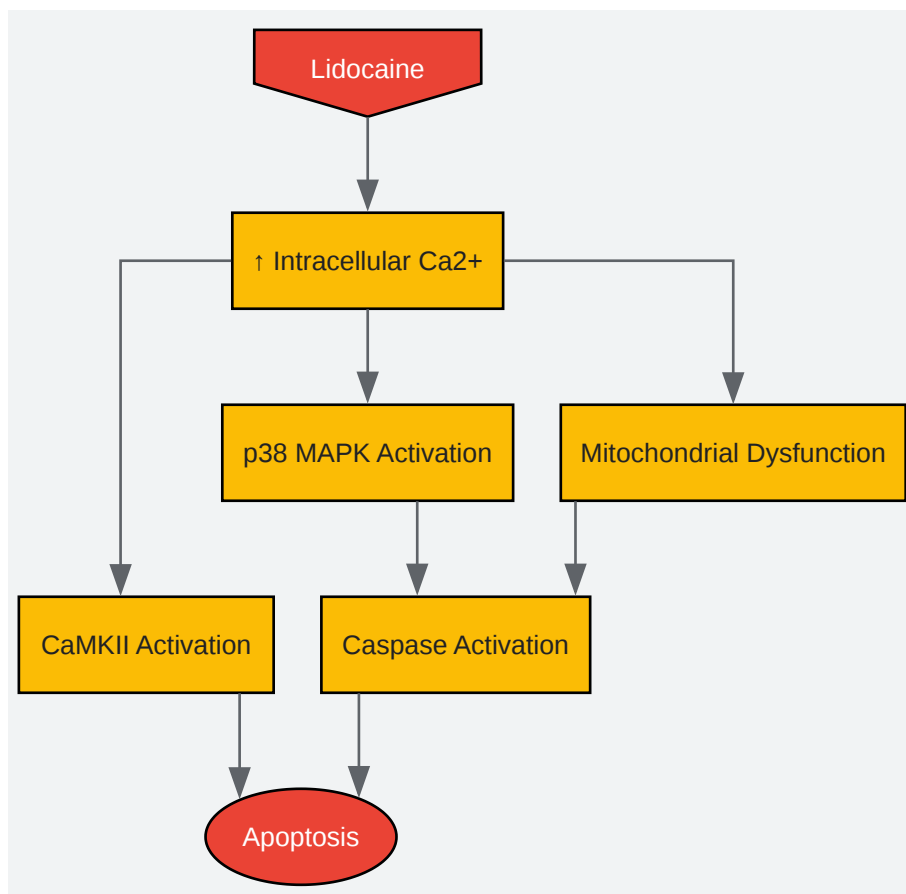 Lidocaine
↑ Intracellular Ca2+
p38 MAPK Activation
Mitochondrial Dysfunction
CaMKII Activation
Caspase Activation
Apoptosis